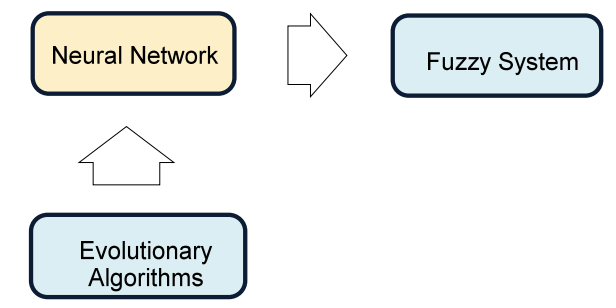 Neural Network
Fuzzy System
Evolutionary
Algorithms